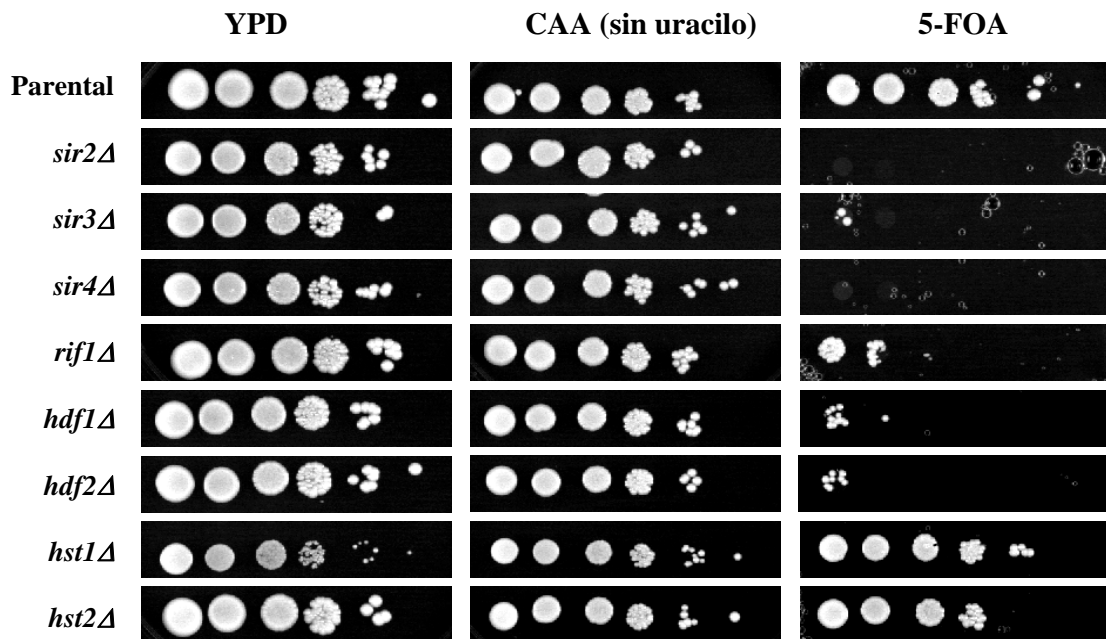 YPD CAA (sin uracilo) 5-FOA
Parental
sir2Δ
sir3Δ
sir4Δ
rif1Δ
hdf1Δ
hdf2Δ
hst1Δ
hst2Δ